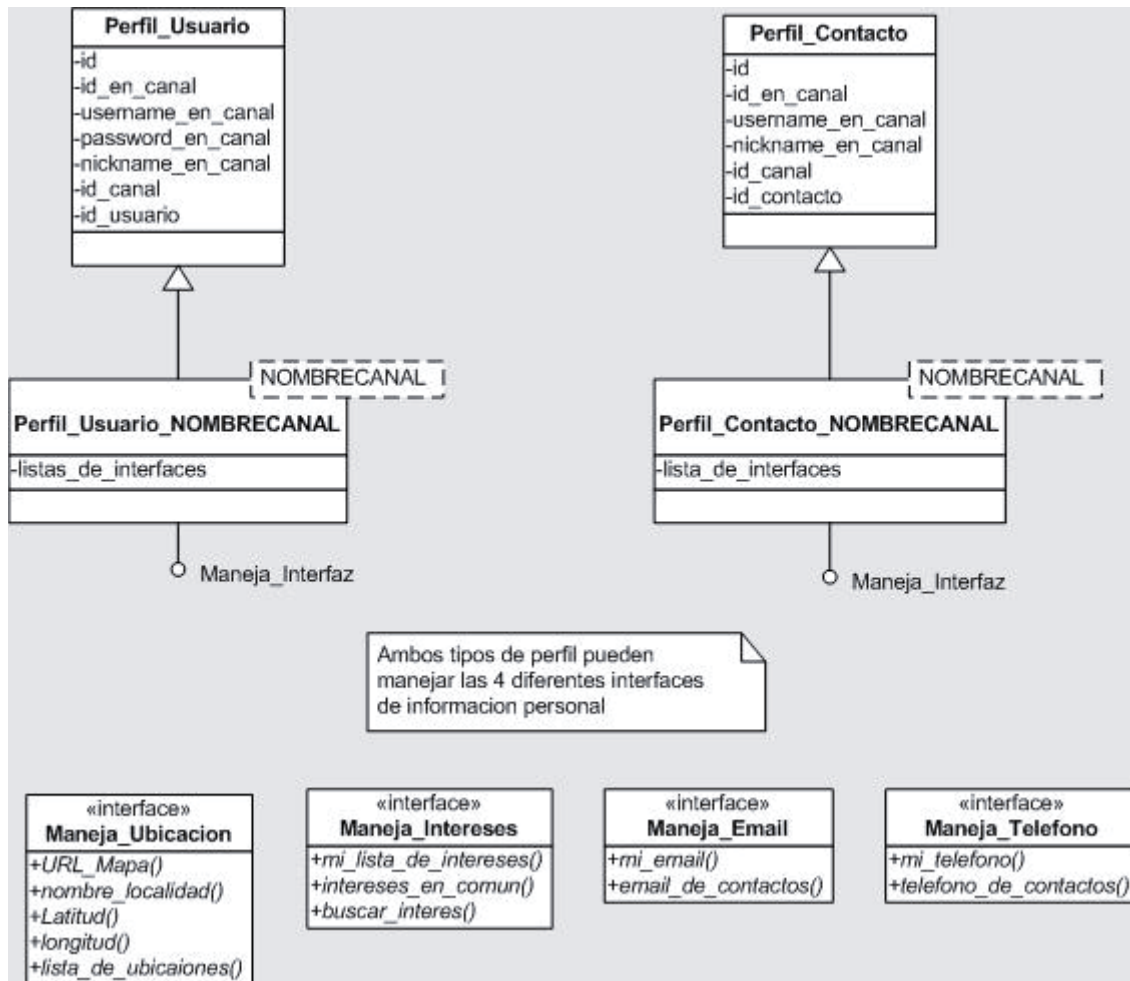 Perfil_Usuario
-id
-id_en_canal
-username_en_canal
-password_en_canal
-nickname_en_canal
-id_canal
-id_usuario
Perfil_Contacto
-id
-id_en_canal
-username_en_canal
-nickname_en_canal
-id_canal
-id_contacto
NOMBRECANAL
Perfil_Usuario_NOMBRECANAL
-listas_de_interfaces
Maneja_Interfaz
NOMBRECANAL
Perfil_Contacto_NOMBRECANAL
-lista_de_interfaces
Maneja_Interfaz
Ambos tipos de perfil pueden
manejar las 4 diferentes interfaces
de informacion personal
«interface»
Maneja_Ubicacion
+URL_Mapa()
+nombre_localidad()
+Latitud()
+longitud()
+lista_de_ubicaiones()
«interface»
Maneja_Intereses
+mi_lista_de_intereses()
+intereses_en_comun()
+buscar_interes()
«interface»
Maneja_Email
+mi_email()
+email_de_contactos()
«interface»
Maneja_Telefono
+mi_telefono()
+telefono_de_contactos()